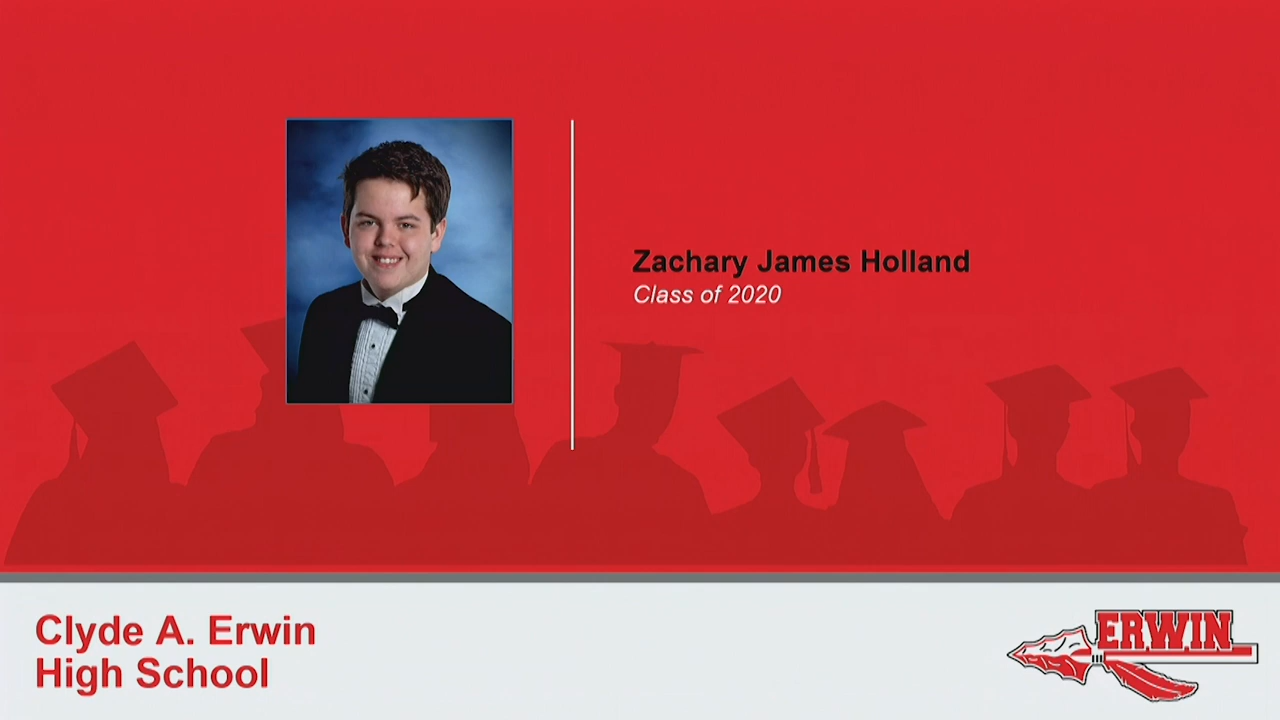 Zachary James Holland
Class of 2020
Clyde A. Erwin
High School
ERWIN